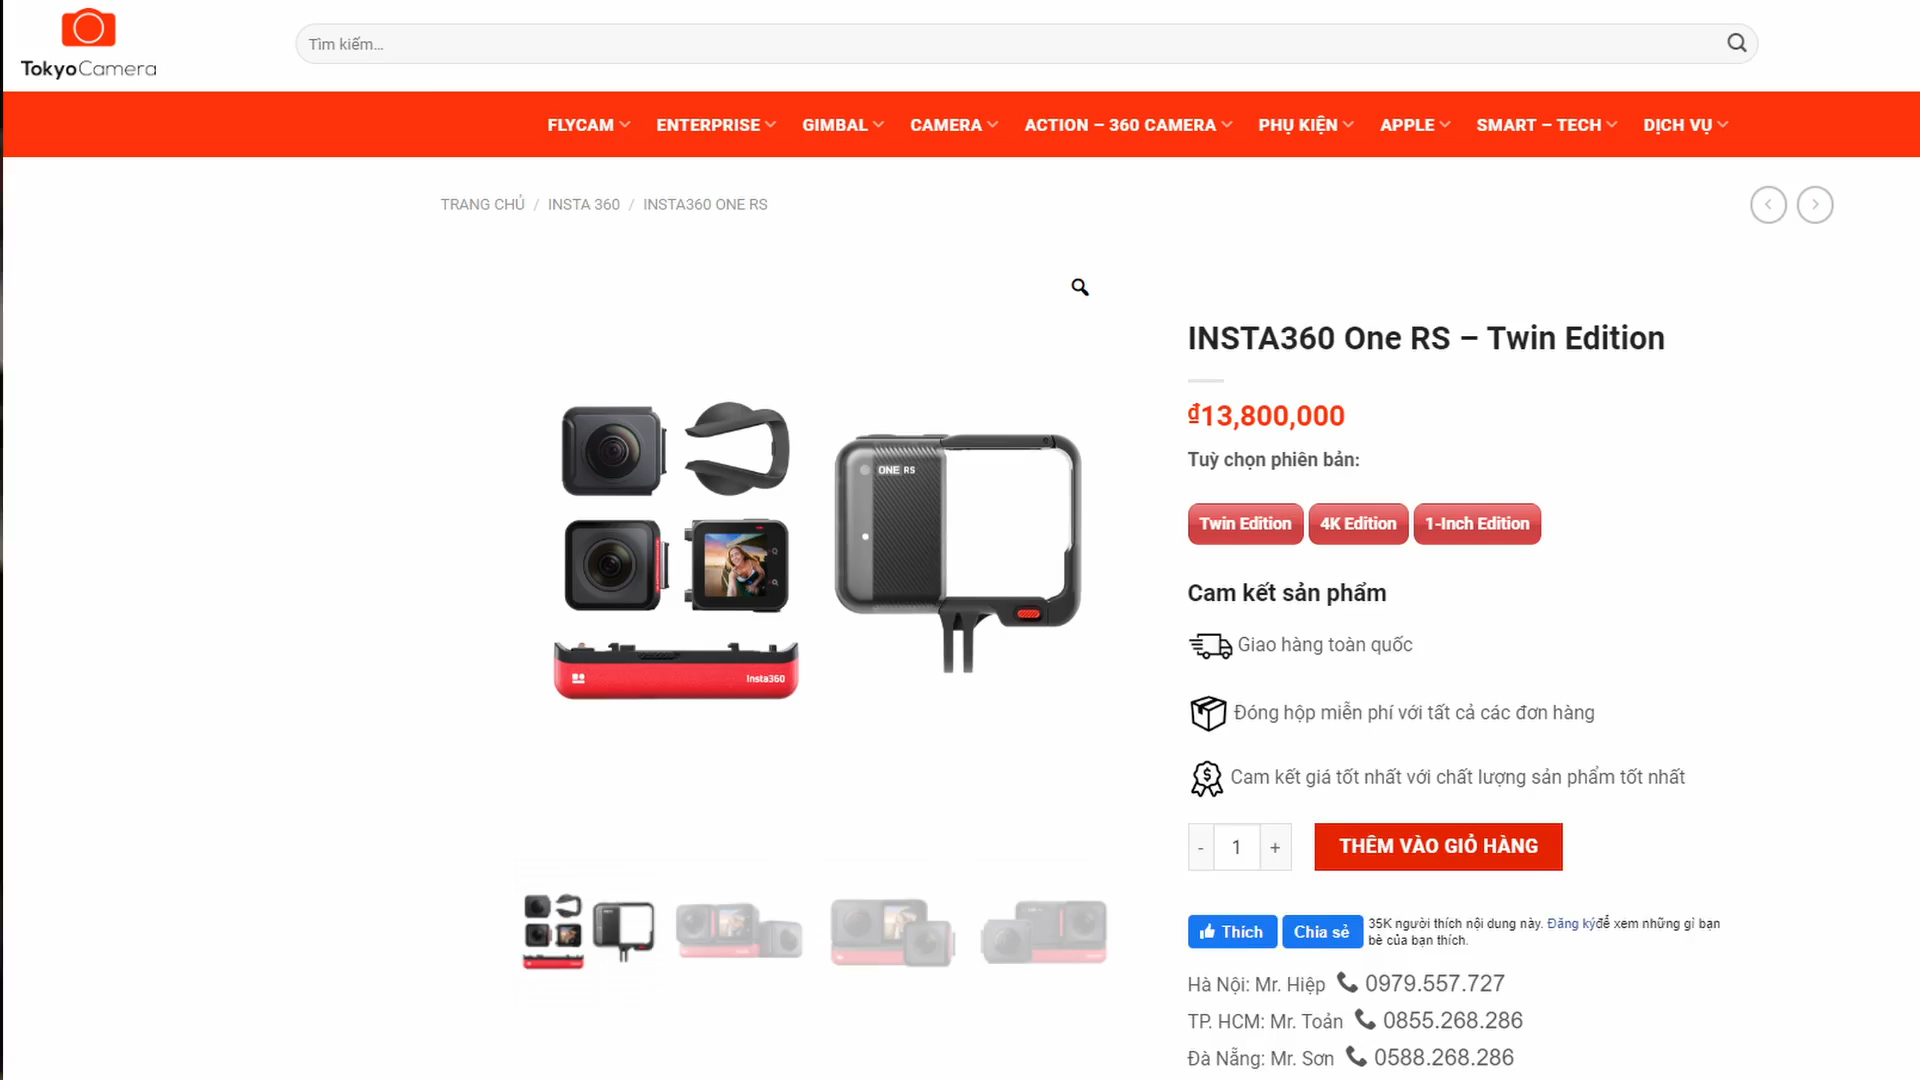 TokyoCamera
Tìm kiếm...
FLYCAM ENTERPRISE GIMBAL CAMERA ACTION – 360 CAMERA PHỤ KIỆN APPLE SMART – TECH DỊCH VỤ
TRANG CHỦ / INSTA 360 / INSTA360 ONE RS
INSTA360 One RS – Twin Edition
₫13,800,000
Tuỳ chọn phiên bản:
Twin Edition 4K Edition 1-Inch Edition
ONE RS
Insta360
Cam kết sản phẩm
Giao hàng toàn quốc
Đóng hộp miễn phí với tất cả các đơn hàng
Cam kết giá tốt nhất với chất lượng sản phẩm tốt nhất
- 1 + THÊM VÀO GIỎ HÀNG
Thích Chia sẻ
35K người thích nội dung này. Đăng kýđể xem những gì bạn
bè của bạn thích.
Hà Nội: Mr. Hiệp 0979.557.727
TP. HCM: Mr. Toản 0855.268.286
Đà Nẵng: Mr. Sơn 0588.268.286